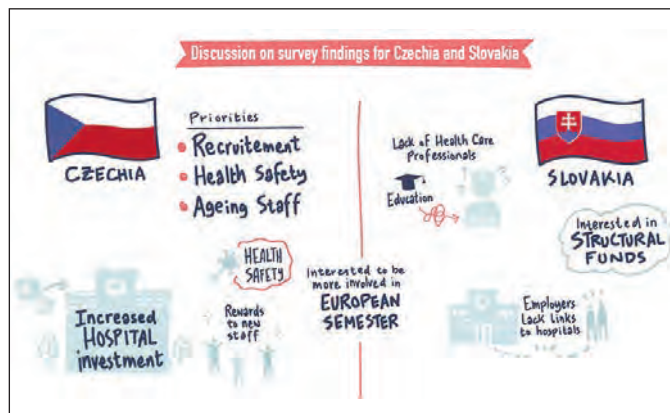 Discussion on survey findings for Czechia and Slovakia
CZECHIA
Priorities
Recruitement
Health Safety
Ageing Staff
HEALTH
SAFETY
Increased
HOSPITAL
investment
Rewards
to new
staff
Interested to be
more involved in
EUROPEAN
SEMESTER
Lack of Health Care
Professionals
Education
SLOVAKIA
Interested in
STRUCTURAL
FUNDS
Employers
Lack links
to hospitals